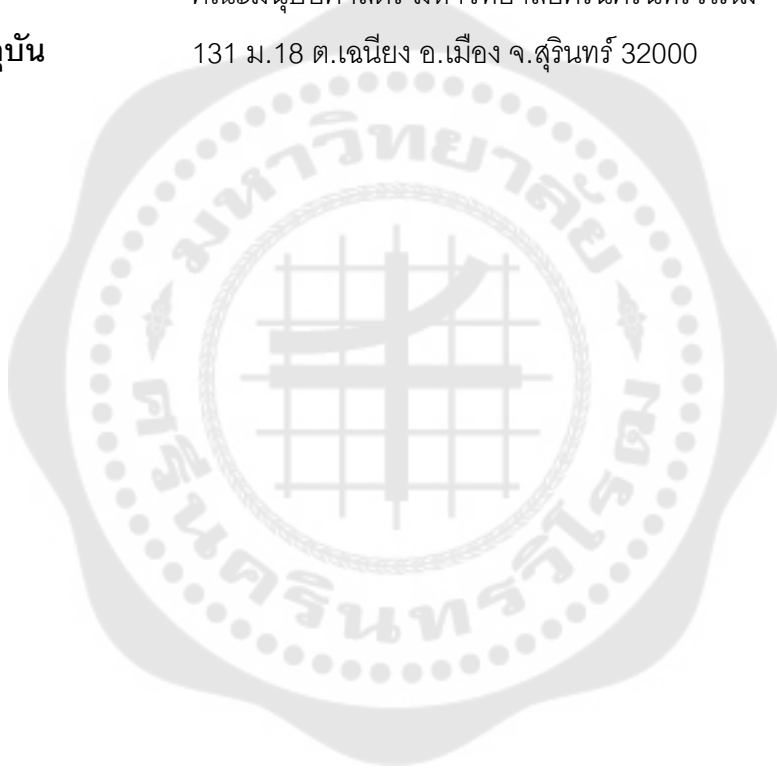 131 ม.18 ต.เฉนียง อ.เมือง จ.สุรินทร์ 32000
มหาวิทยาลัย
ศรีนครินทรวิโรฒ